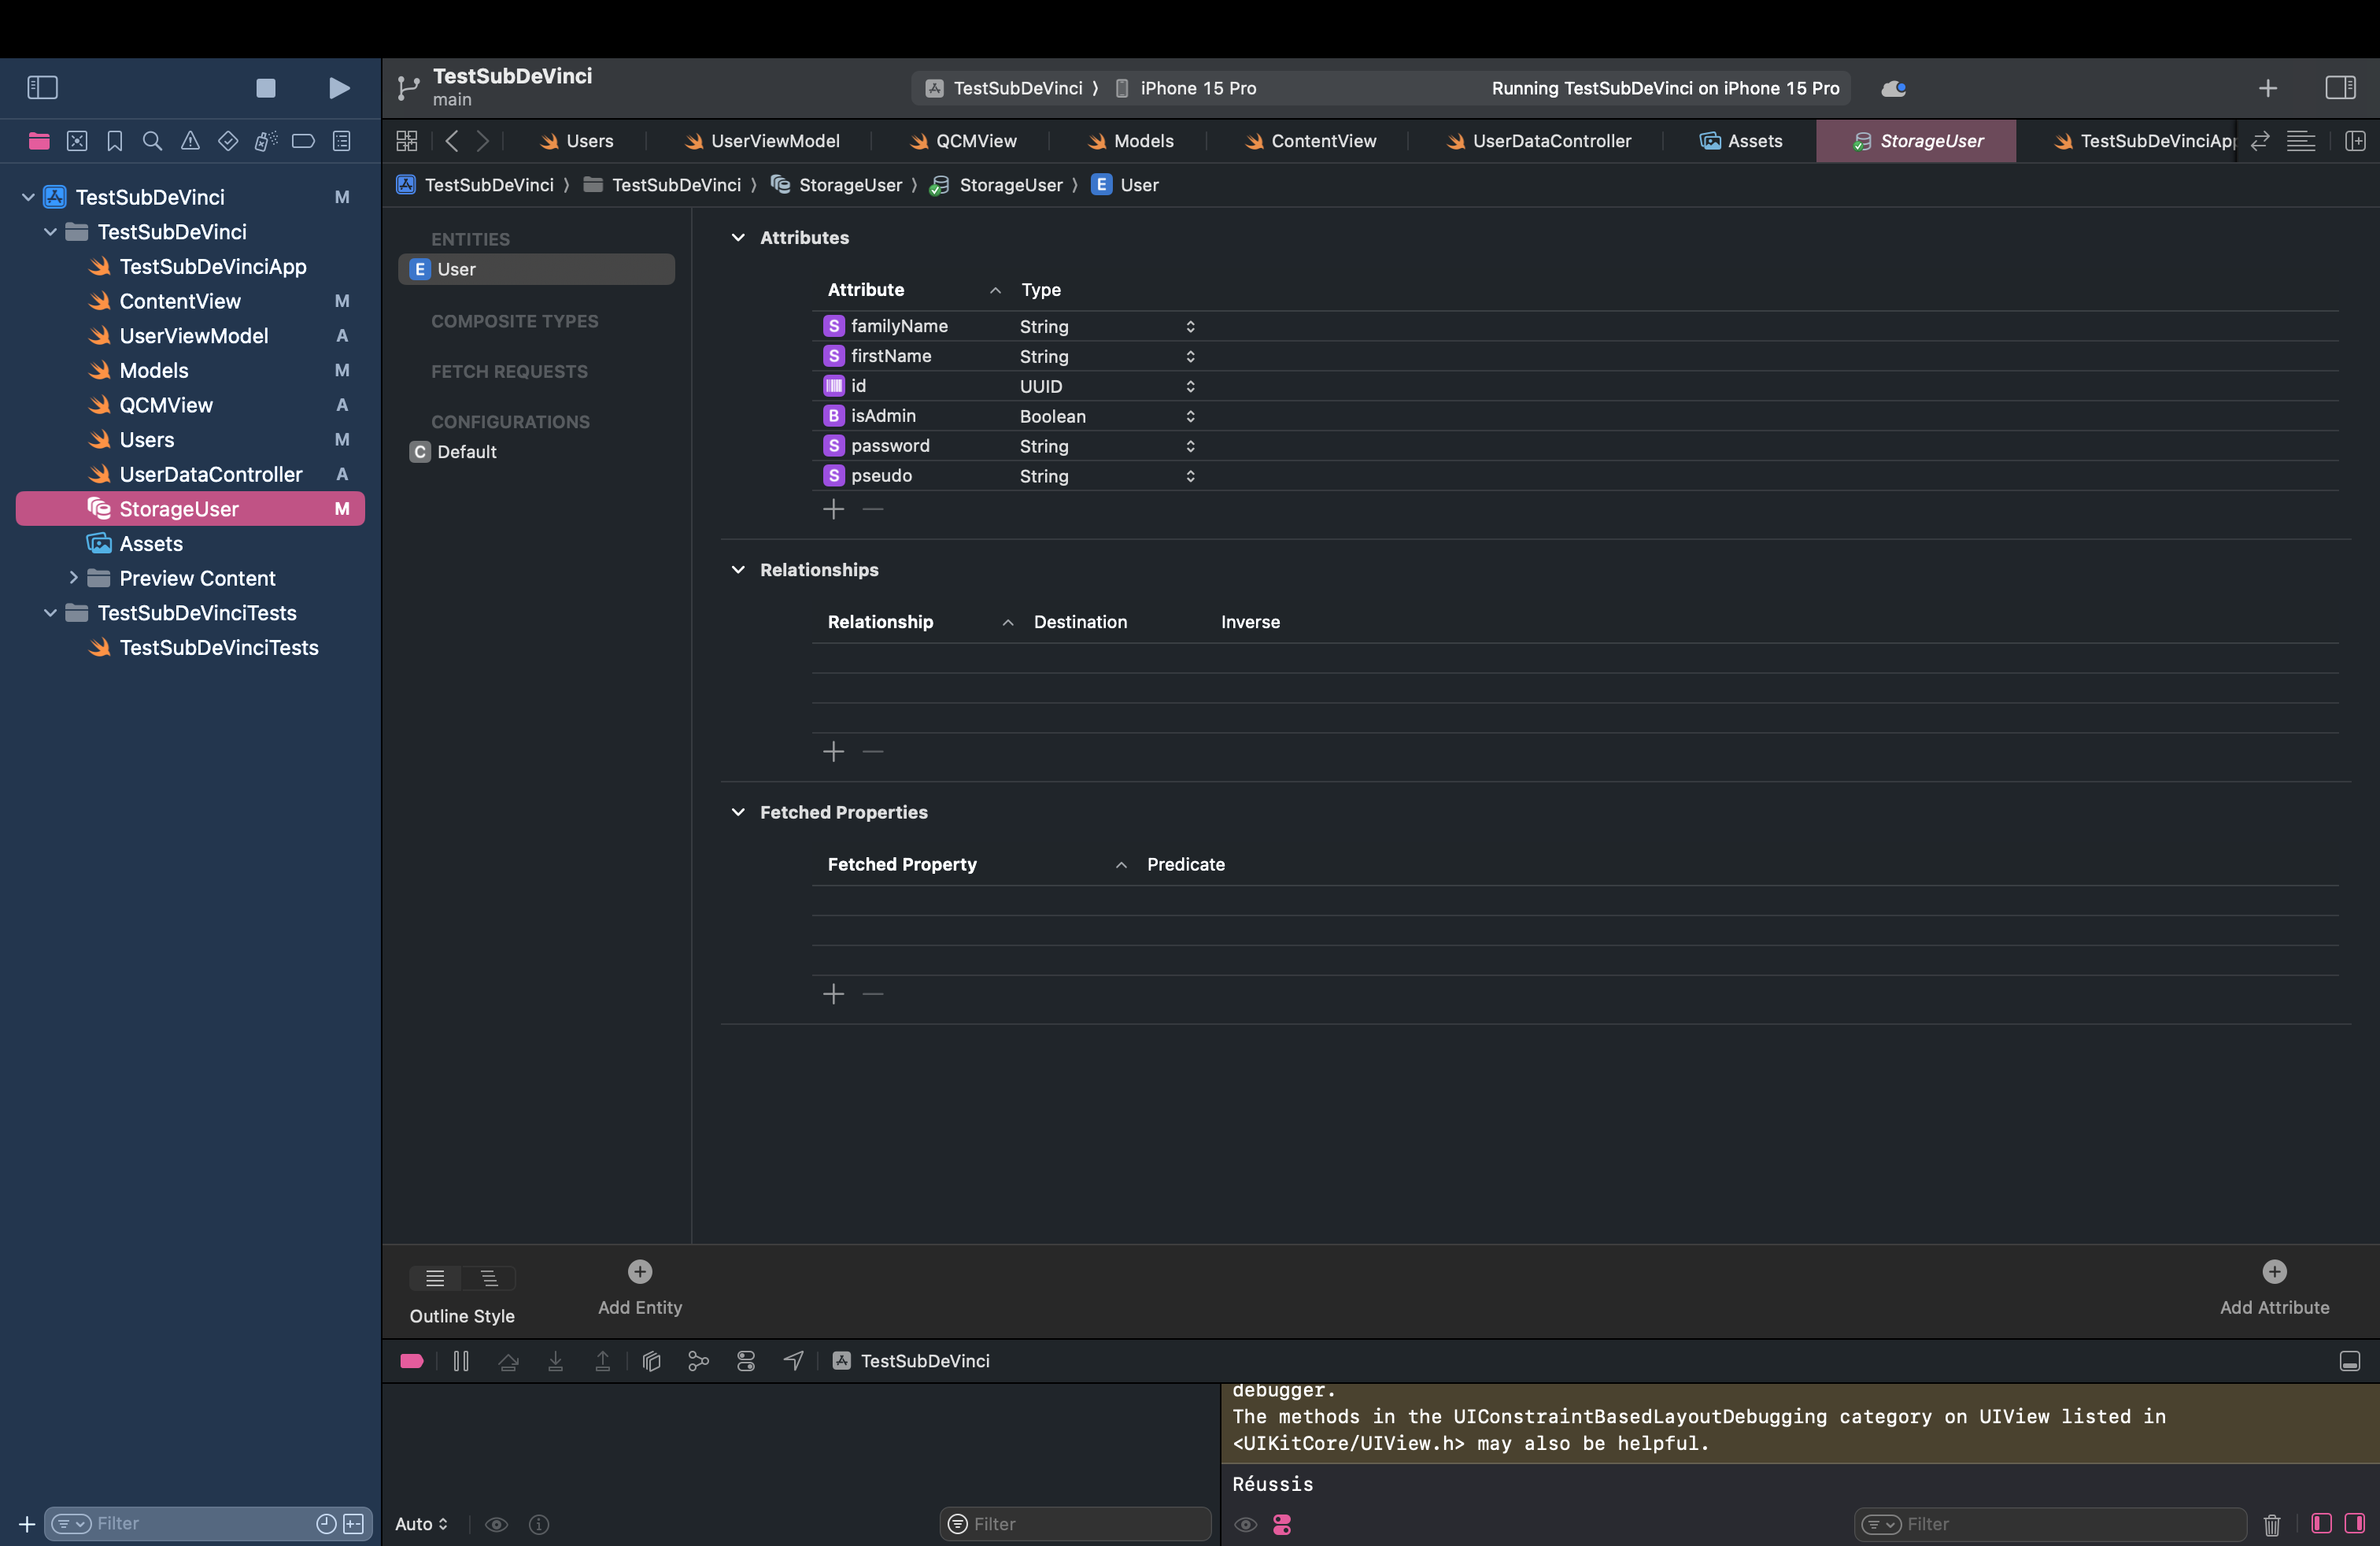 TestSubDeVinci
main
TestSubDeVinci
iPhone 15 Pro
Running TestSubDeVinci on iPhone 15 Pro
Users
UserViewModel
QCMView
Models
ContentView
UserDataController
Assets
StorageUser
TestSubDeVinciAp
TestSubDeVinci
TestSubDeVinci
StorageUser
StorageUser
E User
TestSubDeVinci M
TestSubDeVinci
TestSubDeVinciApp
ContentView M
UserViewModel A
Models M
QCMView A
Users M
UserDataController A
StorageUser M
Assets
Preview Content
TestSubDeVinciTests
TestSubDeVinciTests
Filter
ENTITIES
E User
COMPOSITE TYPES
FETCH REQUESTS
CONFIGURATIONS
C Default
Attributes
Attribute Type
S familyName String
S firstName String
id UUID
B isAdmin Boolean
S password String
S pseudo String
Relationships
Relationship Destination Inverse
Fetched Properties
Fetched Property Predicate
Outline Style
Add Entity
Add Attribute
TestSubDeVinci
Auto
Filter
debugger.
The methods in the UIConstraintBasedLayoutDebugging category on UIView listed in
<UIKitCore/UIView.h> may also be helpful.
Réussis
Filter